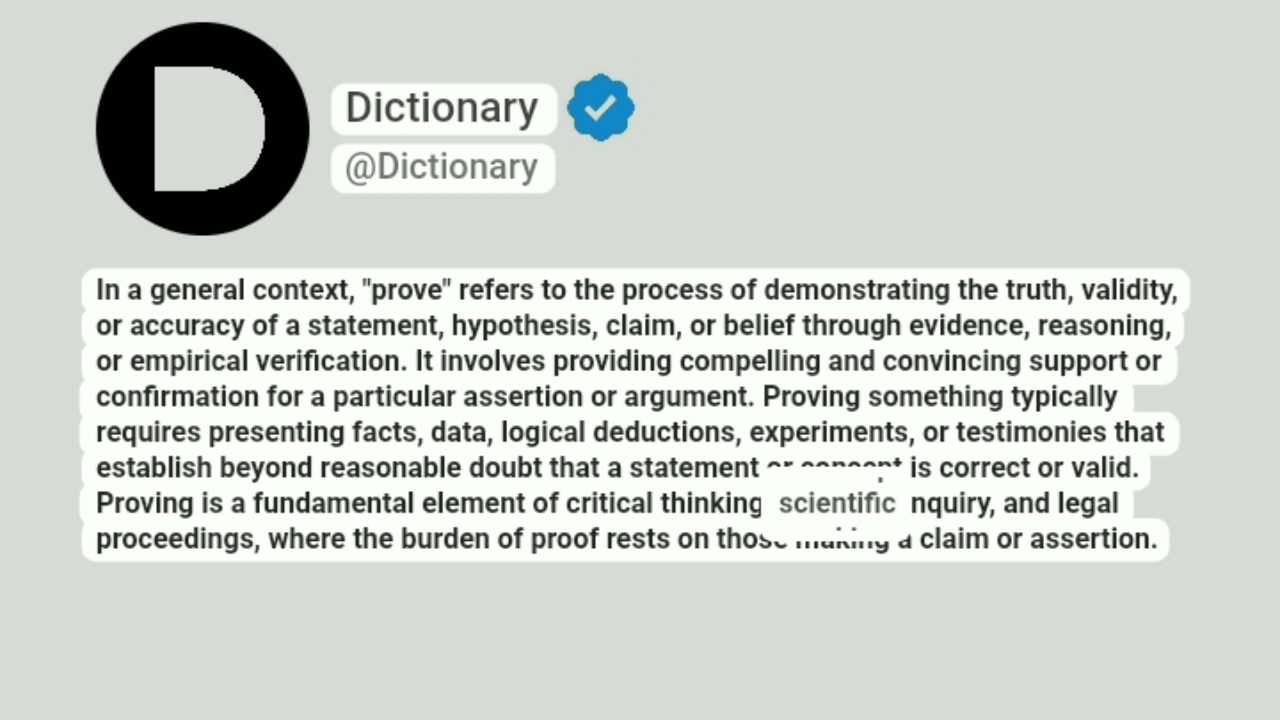 D
Dictionary
@Dictionary
In a general context, "prove" refers to the process of demonstrating the truth, validity,
or accuracy of a statement, hypothesis, claim, or belief through evidence, reasoning,
or empirical verification. It involves providing compelling and convincing support or
confirmation for a particular assertion or argument. Proving something typically
requires presenting facts, data, logical deductions, experiments, or testimonies that
establish beyond reasonable doubt that a statement or concept is correct or valid.
Proving is a fundamental element of critical thinking scientific nquiry, and legal
proceedings, where the burden of proof rests on those making a claim or assertion.